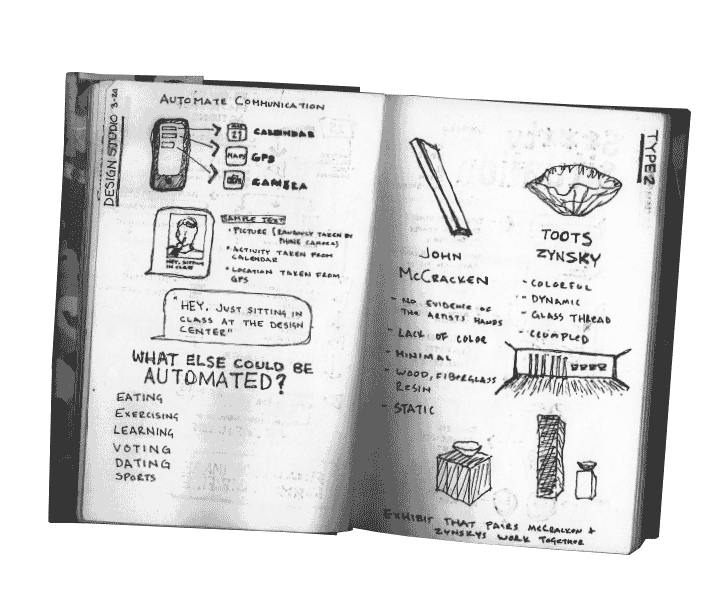 DESIGN STUDIO 3-20
AUTOMATE COMMUNICATION
CALENDAR
27
MAPS
GPS
CAMERA
SAMPLE TEXT
• PICTURE (RANDOMLY TAKEN BY
PHONE CAMERA)
• ACTIVITY TAKEN FROM
CALENDAR
• LOCATION TAKEN FROM
GPS
HEY, SITTING
IN CLASS
"HEY, JUST SITTING IN
CLASS AT THE DESIGN
CENTER"
WHAT ELSE COULD BE
AUTOMATED?
EATING
EXERCISING
LEARNING
VOTING
DATING
SPORTS
TYPE 2
JOHN
McCRACKEN
- NO EVIDENCE OF
THE ARTISTS HANDS
- LACK OF COLOR
- MINIMAL
- WOOD, FIBERGLASS
RESIN
- STATIC
TOOTS
ZYNSKY
- COLORFUL
- DYNAMIC
- GLASS THREAD
- CRUMPLED
EXHIBIT THAT PAIRS McCRACKEN +
ZYNSKYS WORK TOGETHER